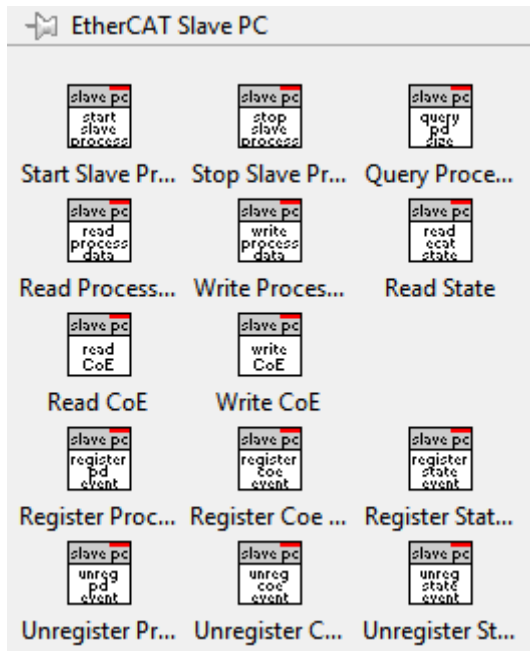 EtherCAT Slave PC
slave pc slave pc slave pc
start stop query
slave slave pd
process process size
Start Slave Pr... Stop Slave Pr... Query Proce...
slave pc slave pc slave pc
read write read
process process ecat
data data state
Read Process... Write Proces... Read State
slave pc slave pc
read write
CoE CoE
Read CoE Write CoE
slave pc slave pc slave pc
register register register
pd coe state
event event event
Register Proc... Register Coe ... Register Stat...
slave pc slave pc slave pc
unreg unreg unreg
pd coe state
event event event
Unregister Pr... Unregister C... Unregister St...